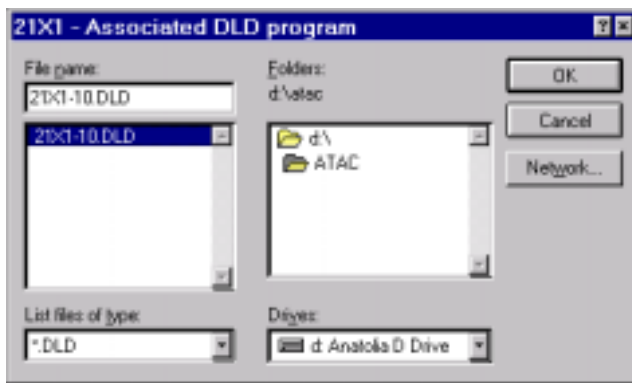 21X1 - Associated DLD program
File name:
21X1-10.DLD
21X1-10.DLD
List files of type:
*.DLD
Folders:
d:\atac
d:\
ATAC
Drives:
d: Anatolia D Drive
OK
Cancel
Network...